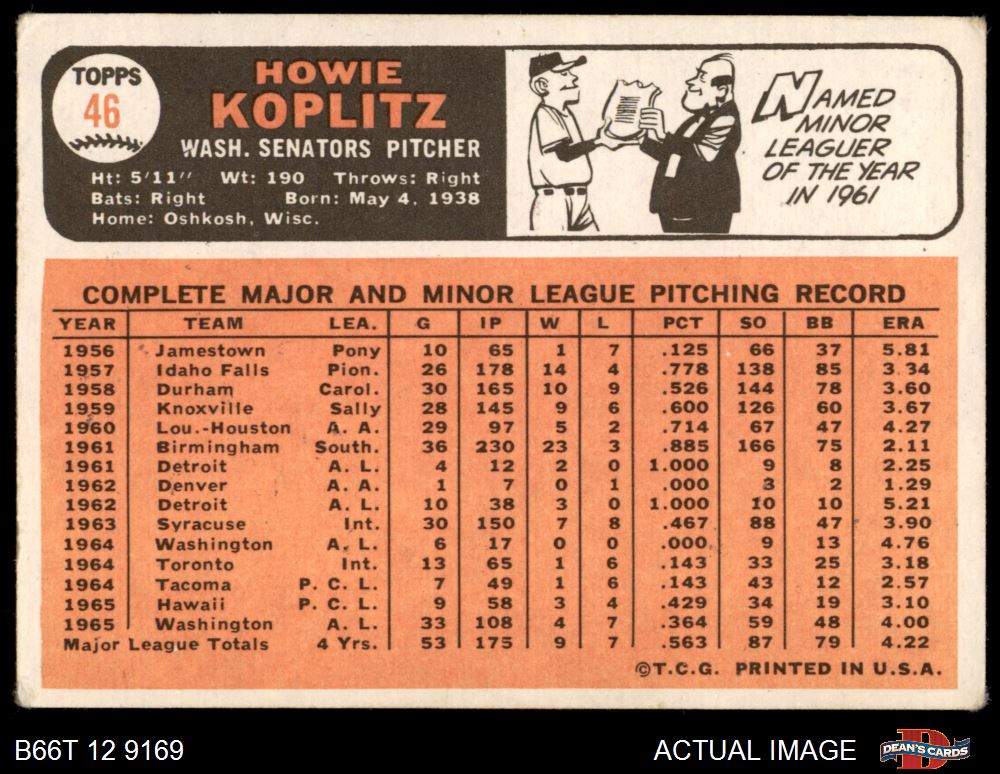 TOPPS
46
HOWIE
KOPLITZ
WASH. SENATORS PITCHER
Ht: 5'11" Wt: 190 Throws: Right
Bats: Right Born: May 4, 1938
Home: Oshkosh, Wisc.
NAMED
MINOR
LEAGUER
OF THE YEAR
IN 1961
COMPLETE MAJOR AND MINOR LEAGUE PITCHING RECORD
YEAR TEAM LEA. G IP W L PCT SO BB ERA
1956 Jamestown Pony 10 65 1 7 .125 66 37 5.81
1957 Idaho Falls Pion. 26 178 14 4 .778 138 85 3.34
1958 Durham Carol. 30 165 10 9 .526 144 78 3.60
1959 Knoxville Sally 28 145 9 6 .600 126 60 3.67
1960 Lou.-Houston A. A. 29 97 5 2 .714 67 47 4.27
1961 Birmingham South. 36 230 23 3 .885 166 75 2.11
1961 Detroit A. L. 4 12 2 0 1.000 9 8 2.25
1962 Denver A. A. 1 7 0 1 .000 3 2 1.29
1962 Detroit A. L. 10 38 3 0 1.000 10 10 5.21
1963 Syracuse Int. 30 150 7 8 .467 88 47 3.90
1964 Washington A. L. 6 17 0 0 .000 9 13 4.76
1964 Toronto Int. 13 65 1 6 .143 33 25 3.18
1964 Tacoma P. C. L. 7 49 1 6 .143 43 12 2.57
1965 Hawaii P. C. L. 9 58 3 4 .429 34 19 3.10
1965 Washington A. L. 33 108 4 7 .364 59 48 4.00
Major League Totals 4 Yrs. 53 175 9 7 .563 87 79 4.22
©T.C.G. PRINTED IN U.S.A.
B66T 12 9169 ACTUAL IMAGE
DEAN'S CARDS